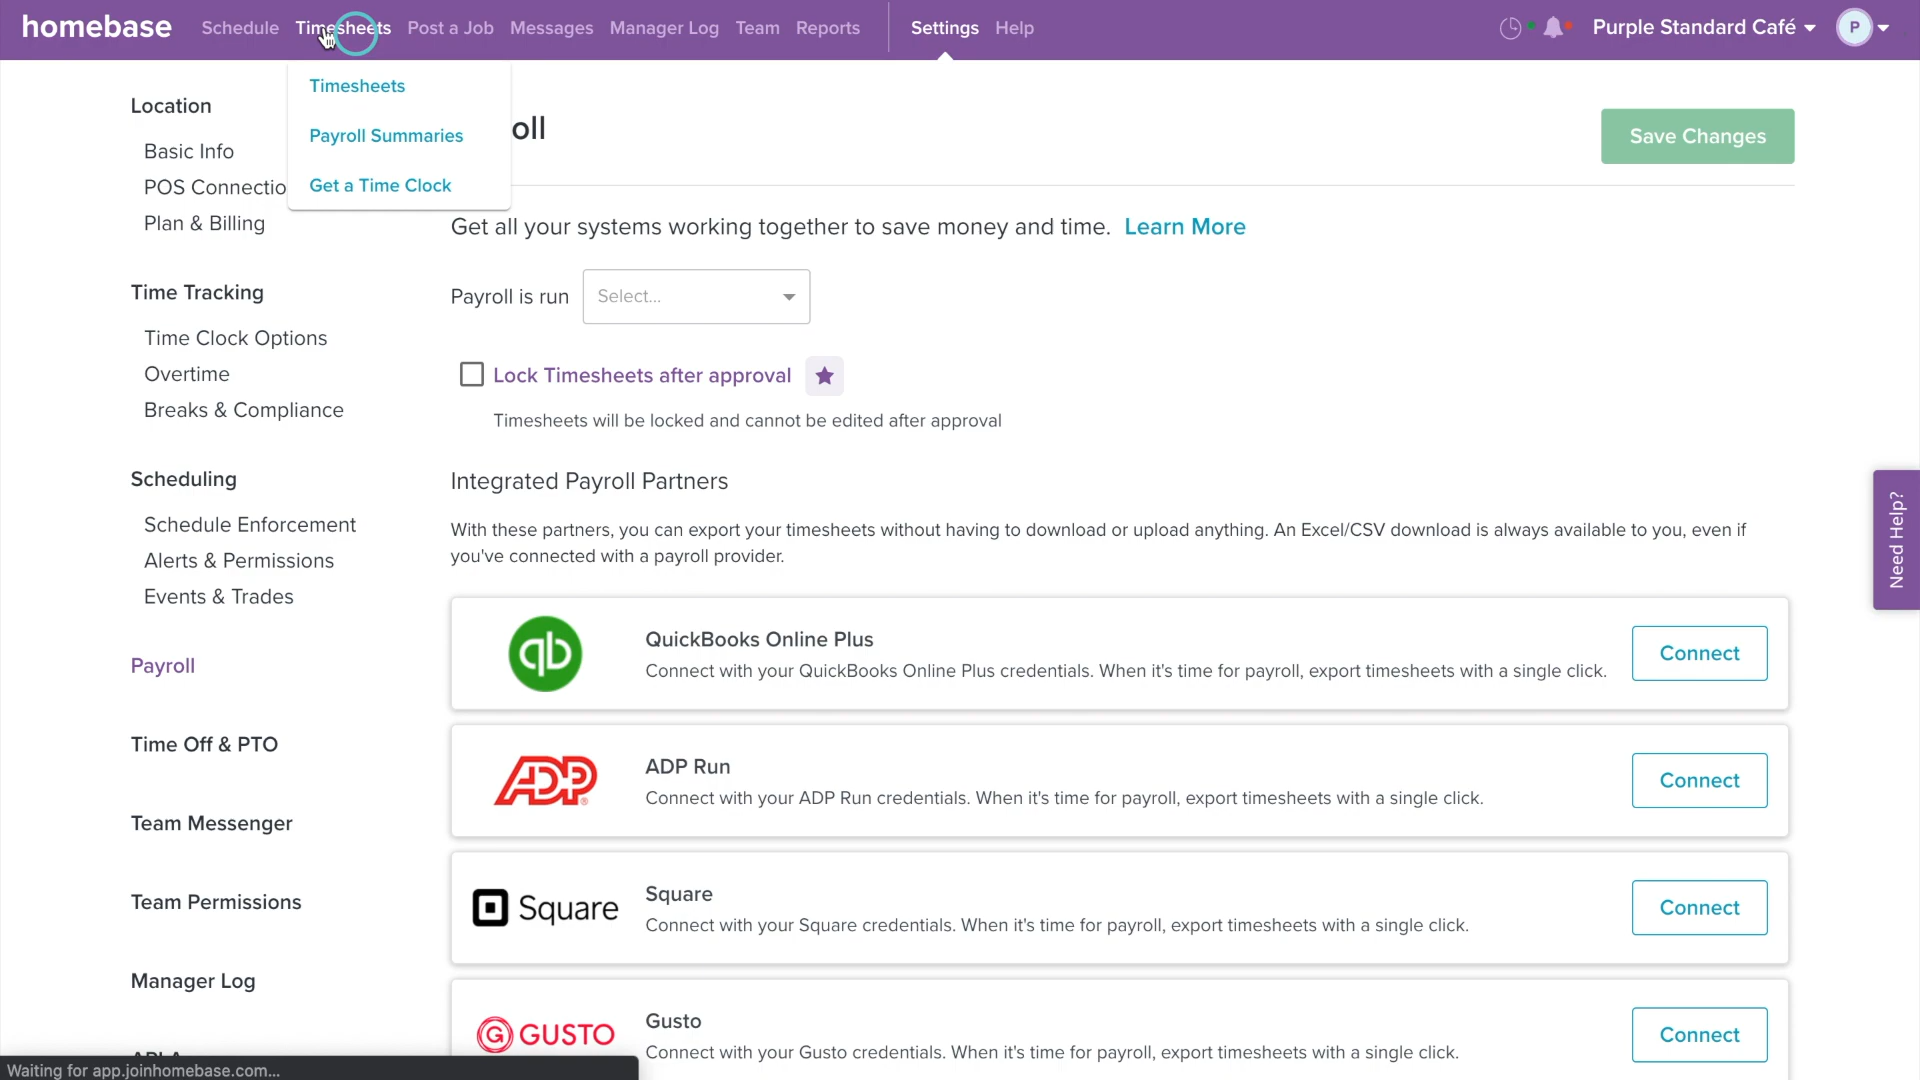 homebase
Schedule
Timesheets
Post a Job
Messages
Manager Log
Team
Reports
Settings
Help
Purple Standard Café
P
Timesheets
Payroll Summaries
Get a Time Clock
Location
Basic Info
POS Connectio
Plan & Billing
Time Tracking
Time Clock Options
Overtime
Breaks & Compliance
Scheduling
Schedule Enforcement
Alerts & Permissions
Events & Trades
Payroll
Time Off & PTO
Team Messenger
Team Permissions
Manager Log
oll
Save Changes
Get all your systems working together to save money and time. Learn More
Payroll is run
Select...
Lock Timesheets after approval
Timesheets will be locked and cannot be edited after approval
Integrated Payroll Partners
With these partners, you can export your timesheets without having to download or upload anything. An Excel/CSV download is always available to you, even if
you've connected with a payroll provider.
qb
QuickBooks Online Plus
Connect with your QuickBooks Online Plus credentials. When it's time for payroll, export timesheets with a single click.
Connect
ADP
ADP Run
Connect with your ADP Run credentials. When it's time for payroll, export timesheets with a single click.
Connect
Square
Square
Connect with your Square credentials. When it's time for payroll, export timesheets with a single click.
Connect
G GUSTO
Gusto
Connect with your Gusto credentials. When it's time for payroll, export timesheets with a single click.
Connect
Need Help?
Waiting for app.joinhomebase.com...